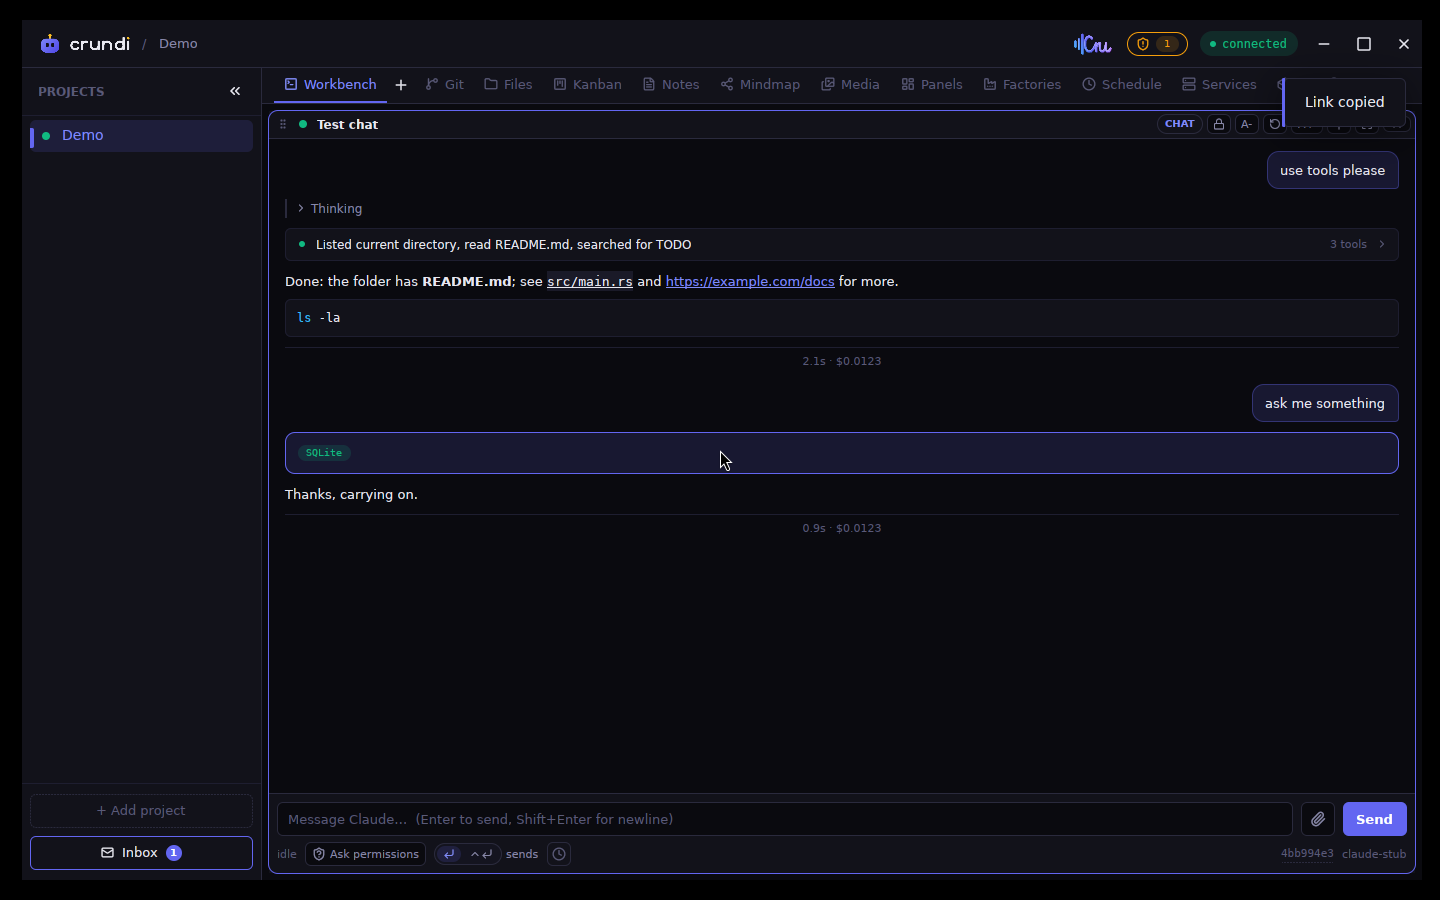 crundi / Demo
Cru
1
connected
PROJECTS
Demo
Workbench
Git
Files
Kanban
Notes
Mindmap
Media
Panels
Factories
Schedule
Services
Link copied
Test chat
CHAT
A-
use tools please
Thinking
Listed current directory, read README.md, searched for TODO
3 tools
Done: the folder has README.md; see src/main.rs and https://example.com/docs for more.
ls -la
2.1s · $0.0123
ask me something
SQLite
Thanks, carrying on.
0.9s · $0.0123
+ Add project
Inbox 1
Message Claude... (Enter to send, Shift+Enter for newline)
Send
idle
Ask permissions
sends
4bb994e3
claude-stub